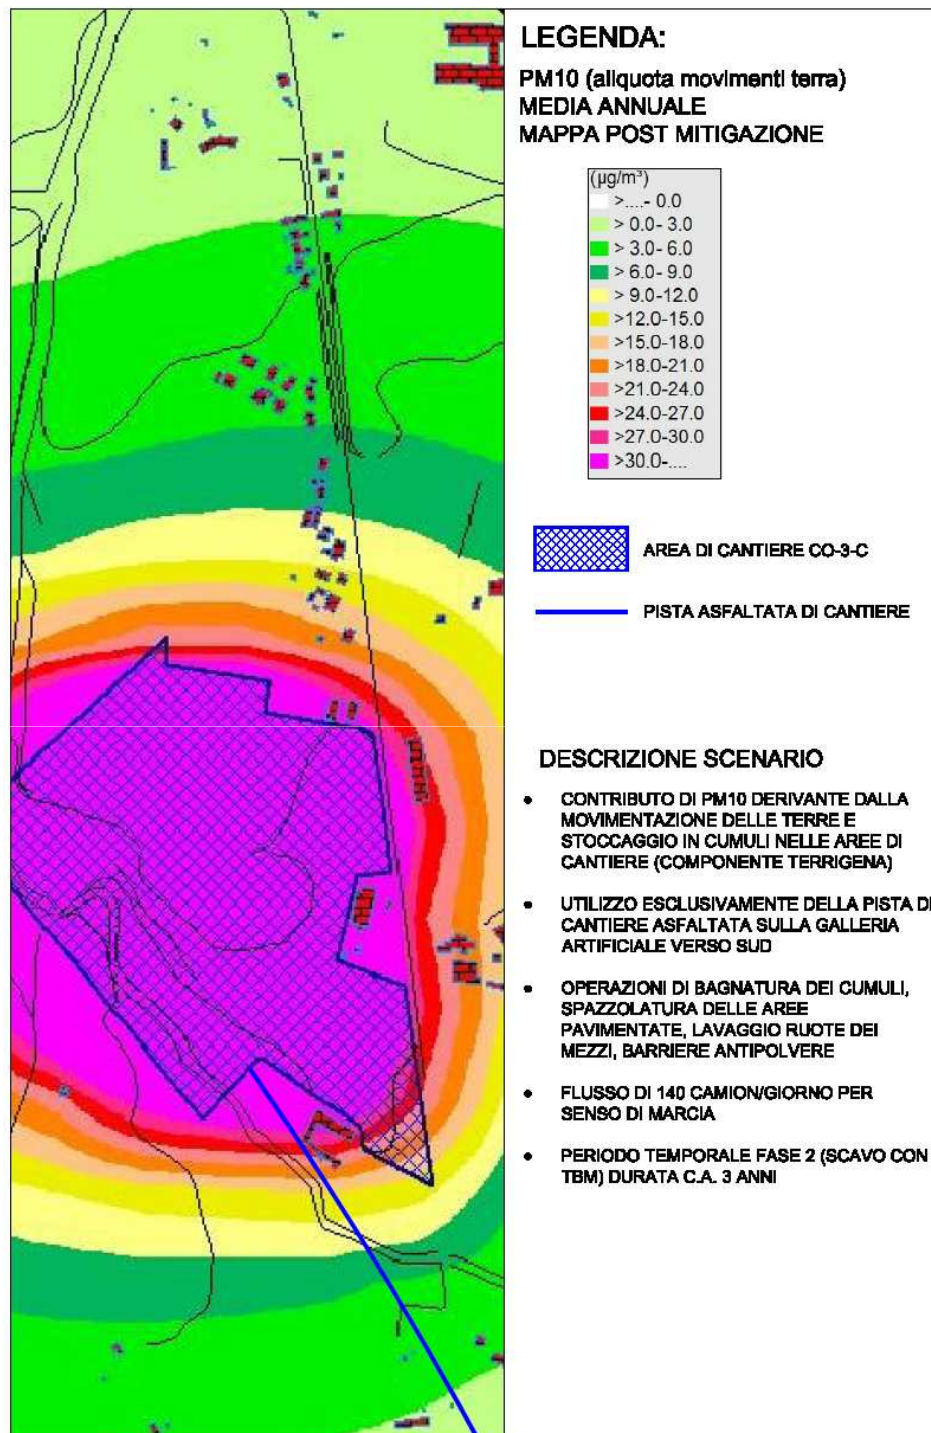 LEGENDA:
PM10 (aliquota movimenti terra)
MEDIA ANNUALE
MAPPA POST MITIGAZIONE
(µg/m³)
>....- 0.0
> 0.0- 3.0
> 3.0- 6.0
> 6.0- 9.0
> 9.0-12.0
>12.0-15.0
>15.0-18.0
>18.0-21.0
>21.0-24.0
>24.0-27.0
>27.0-30.0
>30.0-....
AREA DI CANTIERE CO-3-C
PISTA ASFALTATA DI CANTIERE
DESCRIZIONE SCENARIO
• CONTRIBUTO DI PM10 DERIVANTE DALLA
MOVIMENTAZIONE DELLE TERRE E
STOCCAGGIO IN CUMULI NELLE AREE DI
CANTIERE (COMPONENTE TERRIGENA)
• UTILIZZO ESCLUSIVAMENTE DELLA PISTA DI
CANTIERE ASFALTATA SULLA GALLERIA
ARTIFICIALE VERSO SUD
• OPERAZIONI DI BAGNATURA DEI CUMULI,
SPAZZOLATURA DELLE AREE
PAVIMENTATE, LAVAGGIO RUOTE DEI
MEZZI, BARRIERE ANTIPOLVERE
• FLUSSO DI 140 CAMION/GIORNO PER
SENSO DI MARCIA
• PERIODO TEMPORALE FASE 2 (SCAVO CON
TBM) DURATA C.A. 3 ANNI